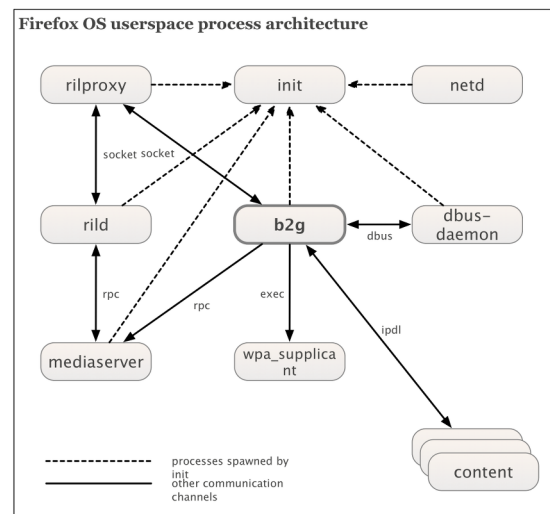 Firefox OS userspace process architecture
rilproxy
init
netd
socket socket
rild
b2g
dbus
dbus-
daemon
rpc
rpc
exec
ipdl
mediaserver
wpa_supplica
nt
content
processes spawned by
init
other communication
channels